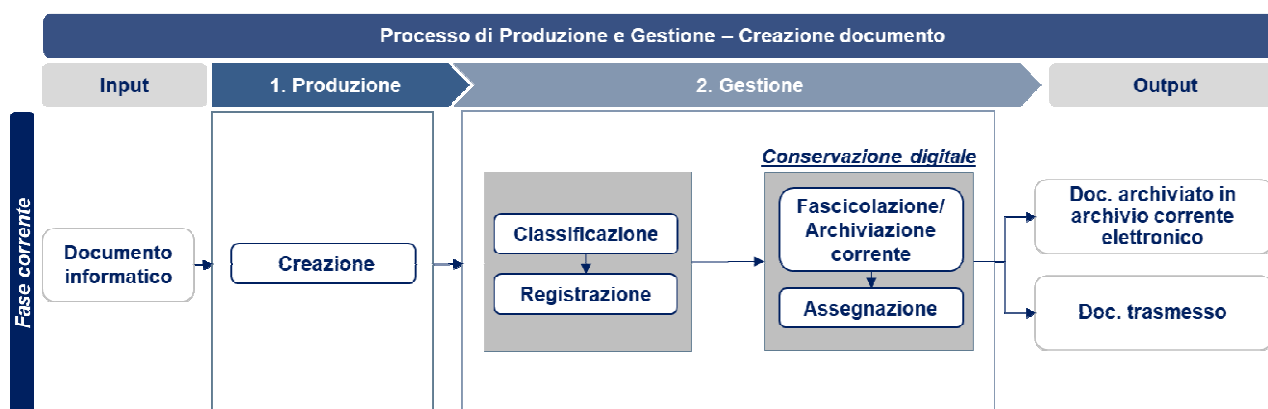 Processo di Produzione e Gestione – Creazione documento
Input
1. Produzione
2. Gestione
Output
Fase corrente
Documento
informatico
Creazione
Classificazione
Registrazione
Conservazione digitale
Fascicolazione/
Archiviazione
corrente
Assegnazione
Doc. archiviato in
archivio corrente
elettronico
Doc. trasmesso